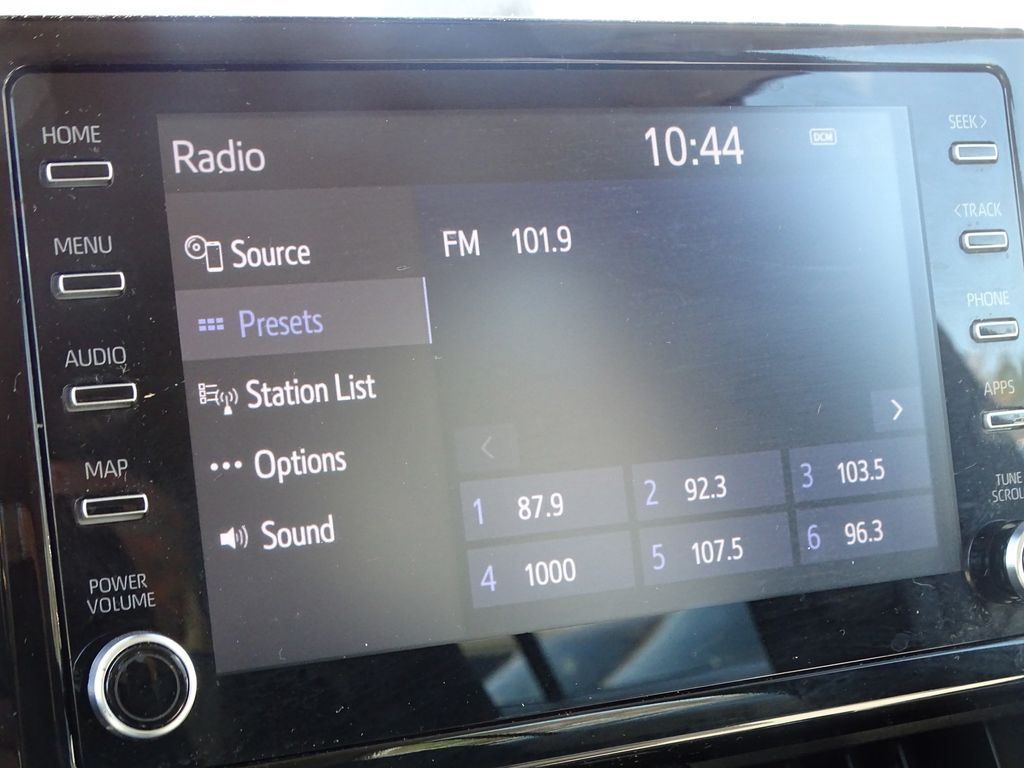 HOME
MENU
AUDIO
MAP
POWER
VOLUME
Radio
10:44
DCM
Source
Presets
Station List
Options
Sound
FM 101.9
<
>
1 87.9
2 92.3
3 103.5
4 1000
5 107.5
6 96.3
SEEK>
<TRACK
PHONE
APPS
TUNE
SCROL